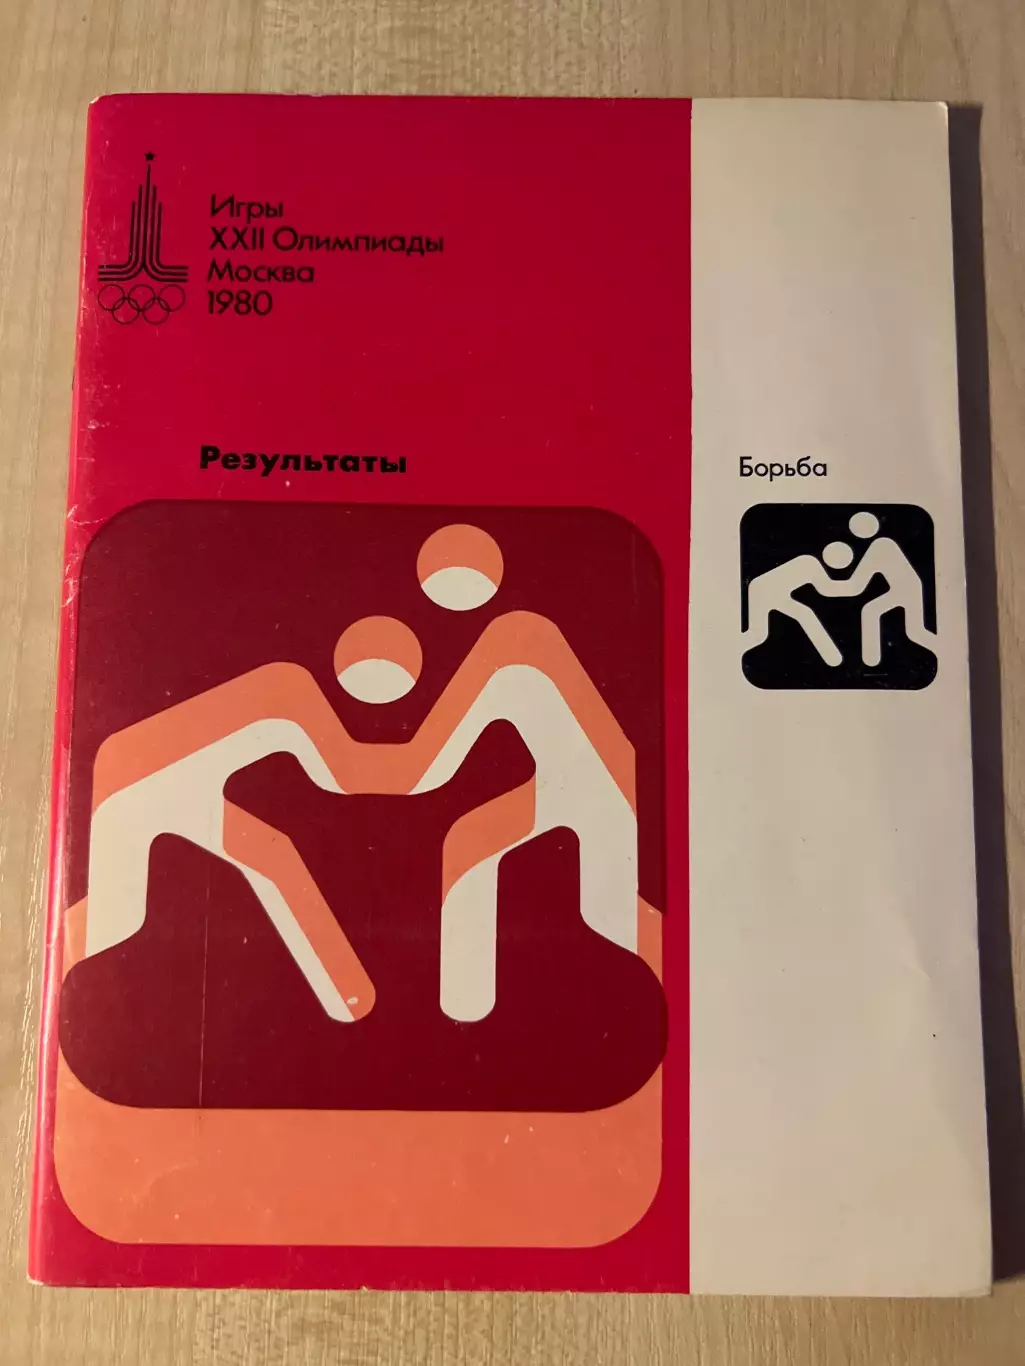 Игры
XXII Олимпиады
Москва
1980
Результаты
Борьба